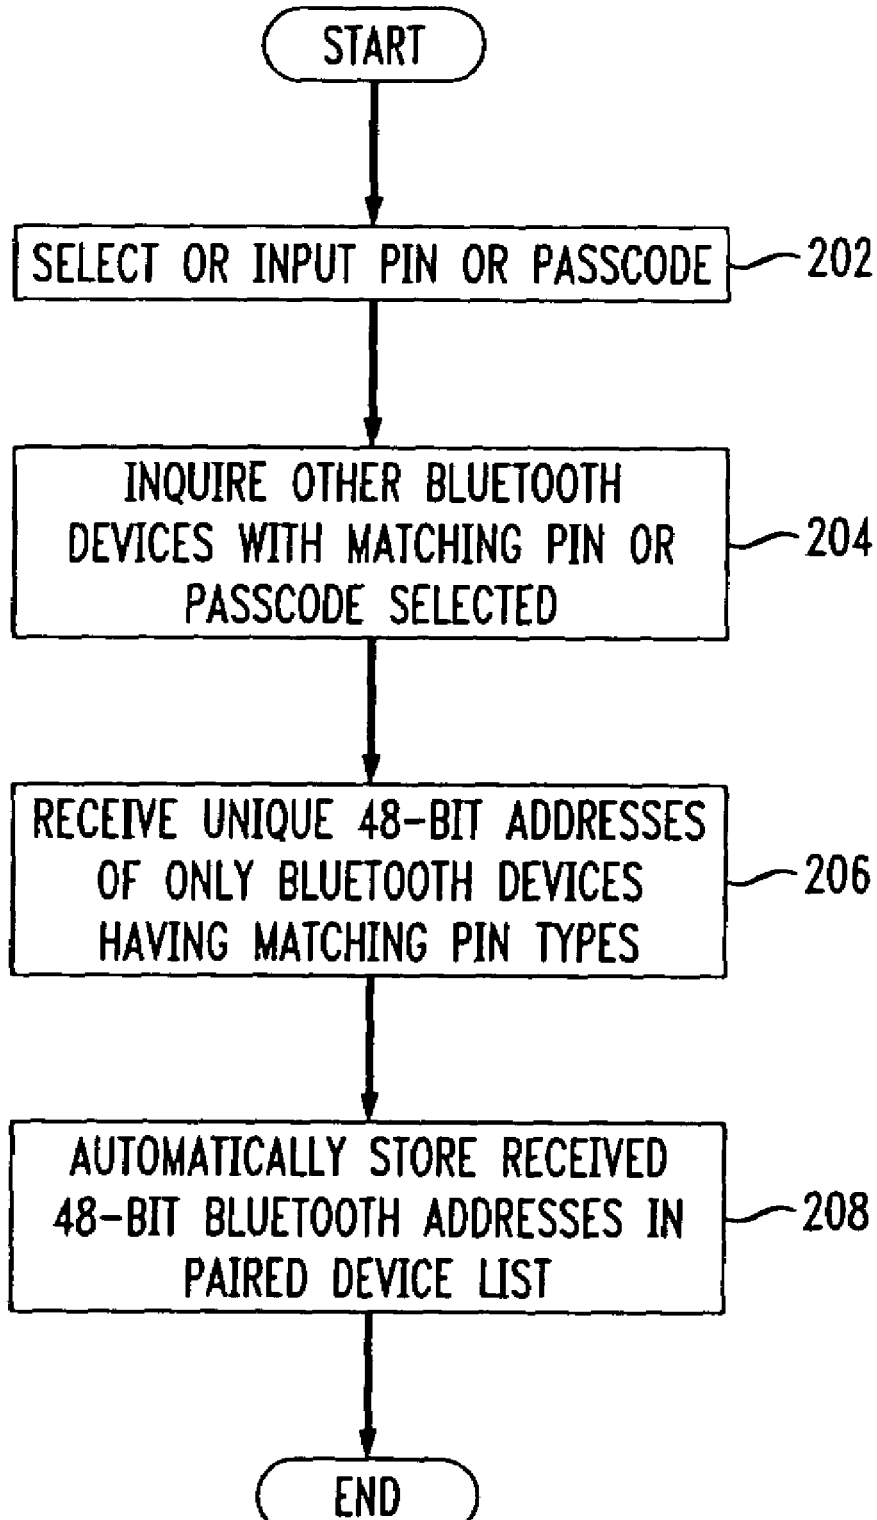 START
SELECT OR INPUT PIN OR PASSCODE
202
INQUIRE OTHER BLUETOOTH
DEVICES WITH MATCHING PIN OR
PASSCODE SELECTED
204
RECEIVE UNIQUE 48-BIT ADDRESSES
OF ONLY BLUETOOTH DEVICES
HAVING MATCHING PIN TYPES
206
AUTOMATICALLY STORE RECEIVED
48-BIT BLUETOOTH ADDRESSES IN
PAIRED DEVICE LIST
208
END